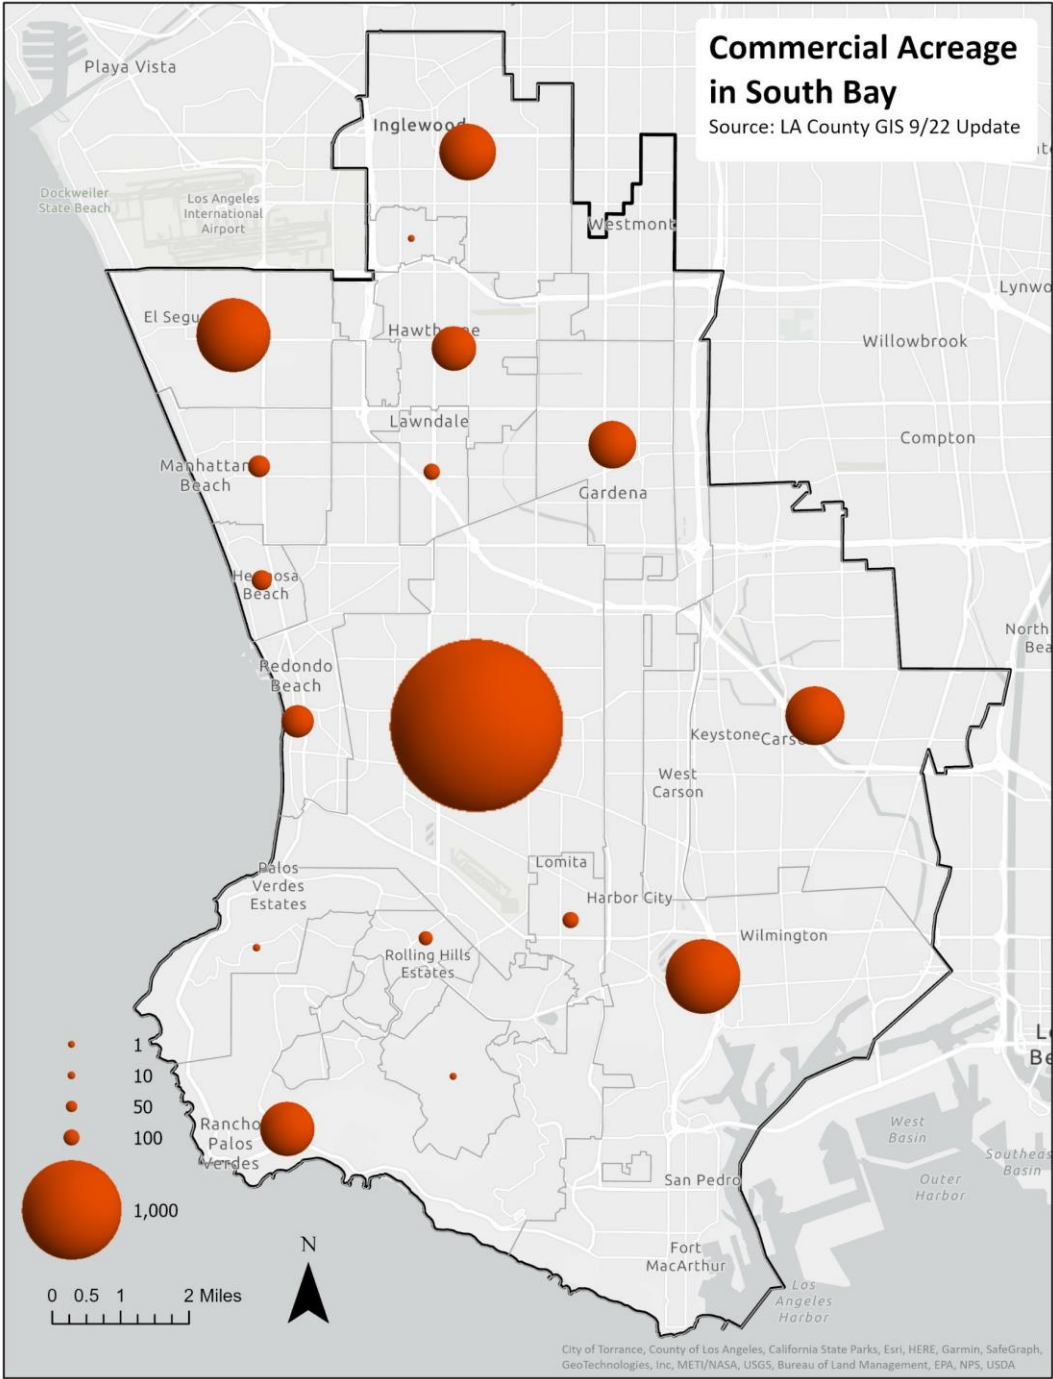 Commercial Acreage
in South Bay
Source: LA County GIS 9/22 Update
Playa Vista
Inglewood
Dockweiler
State Beach
Los Angeles
International
Airport
Westmont
Lynwo
El Segu
Willowbrook
Lawndale
Compton
Manhattan
Beach
Gardena
Beach
North
Bea
Redondo
Beach
Keystone
West
Carson
Lomita
Palos
Verdes
Estates
Harbor City
Wilmington
Rolling Hills
Estates
1
10
50
100
1,000
Rancho
Palos
Verdes
West
Basin
Southeas
Basin
Outer
Harbor
San Pedro
Fort
MacArthur
Los
Angeles
Harbor
N
0 0.5 1 2 Miles
City of Torrance, County of Los Angeles, California State Parks, Esri, HERE, Garmin, SafeGraph,
GeoTechnologies, Inc, METI/NASA, USGS, Bureau of Land Management, EPA, NPS, USDA